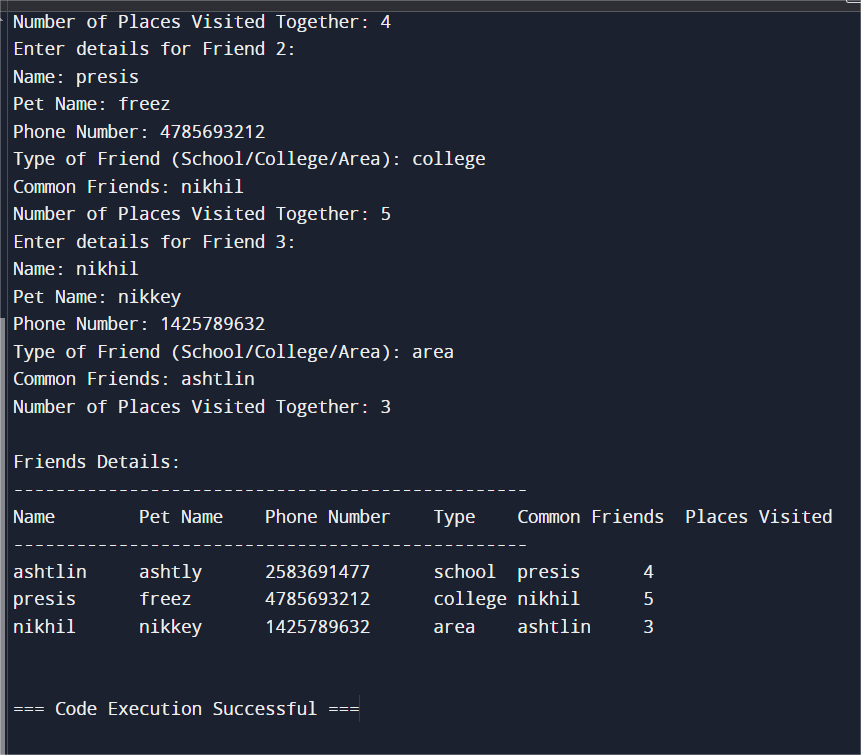 Number of Places Visited Together: 4
Enter details for Friend 2:
Name: presis
Pet Name: freez
Phone Number: 4785693212
Type of Friend (School/College/Area): college
Common Friends: nikhil
Number of Places Visited Together: 5
Enter details for Friend 3:
Name: nikhil
Pet Name: nikkey
Phone Number: 1425789632
Type of Friend (School/College/Area): area
Common Friends: ashtlin
Number of Places Visited Together: 3

Friends Details:
-------------------------------------------------
Name        Pet Name    Phone Number    Type    Common Friends  Places Visited
-------------------------------------------------
ashtlin     ashtly      2583691477      school  presis      4
presis      freez       4785693212      college nikhil      5
nikhil      nikkey      1425789632      area    ashtlin     3

=== Code Execution Successful ===